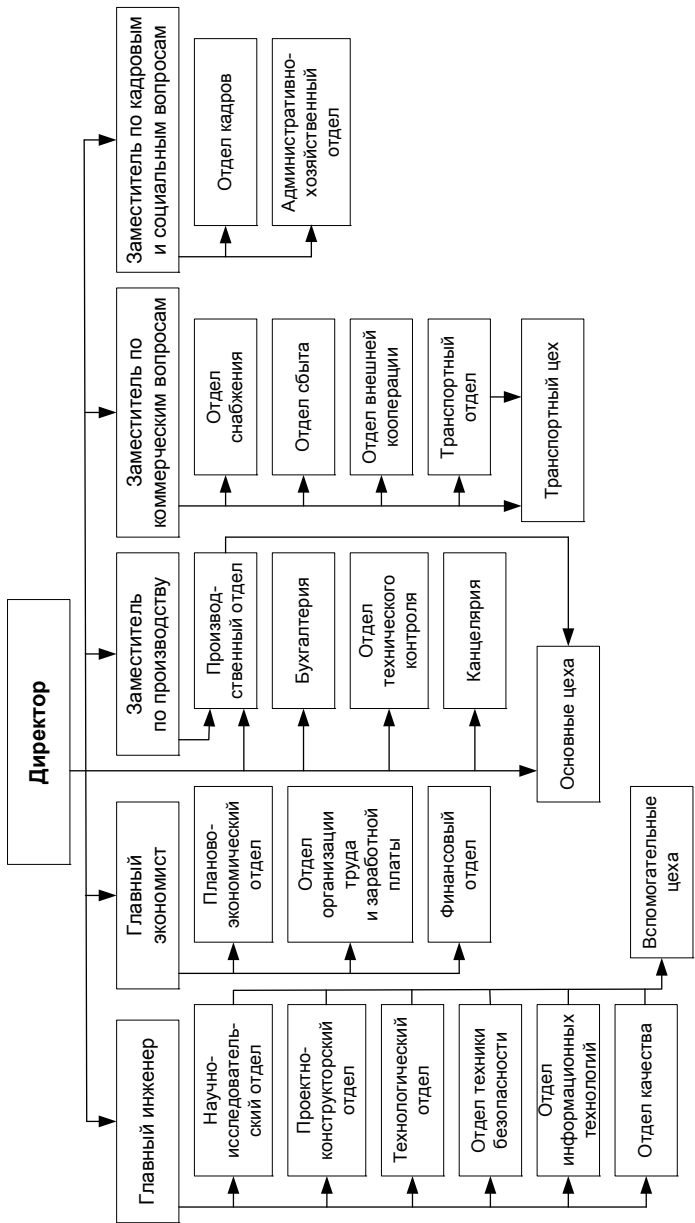 Директор
Главный инженер
Главный
экономист
Заместитель
по производству
Заместитель по
коммерческим вопросам
Заместитель по кадровым
и социальным вопросам
Научно-
исследователь-
ский отдел
Проектно-
конструкторский
отдел
Технологический
отдел
Отдел техники
безопасности
Отдел
информационных
технологий
Отдел качества
Вспомогательные
цеха
Планово-
экономический
отдел
Отдел
организации
труда
и заработной
платы
Финансовый
отдел
Производ-
ственный отдел
Бухгалтерия
Отдел
технического
контроля
Канцелярия
Основные цеха
Отдел
снабжения
Отдел сбыта
Отдел внешней
кооперации
Транспортный
отдел
Транспортный цех
Отдел кадров
Административно-
хозяйственный
отдел